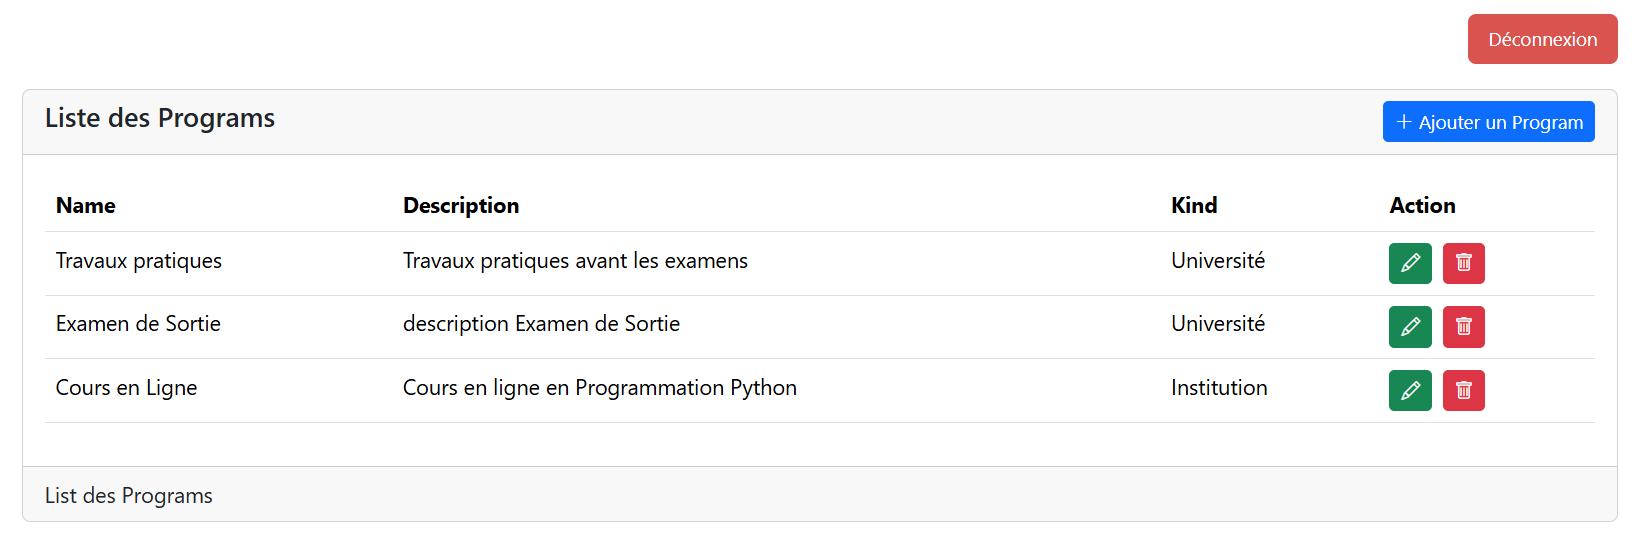 Déconnexion
Liste des Programs
+ Ajouter un Program
Name Description Kind Action
Travaux pratiques Travaux pratiques avant les examens Université
Examen de Sortie description Examen de Sortie Université
Cours en Ligne Cours en ligne en Programmation Python Institution
List des Programs